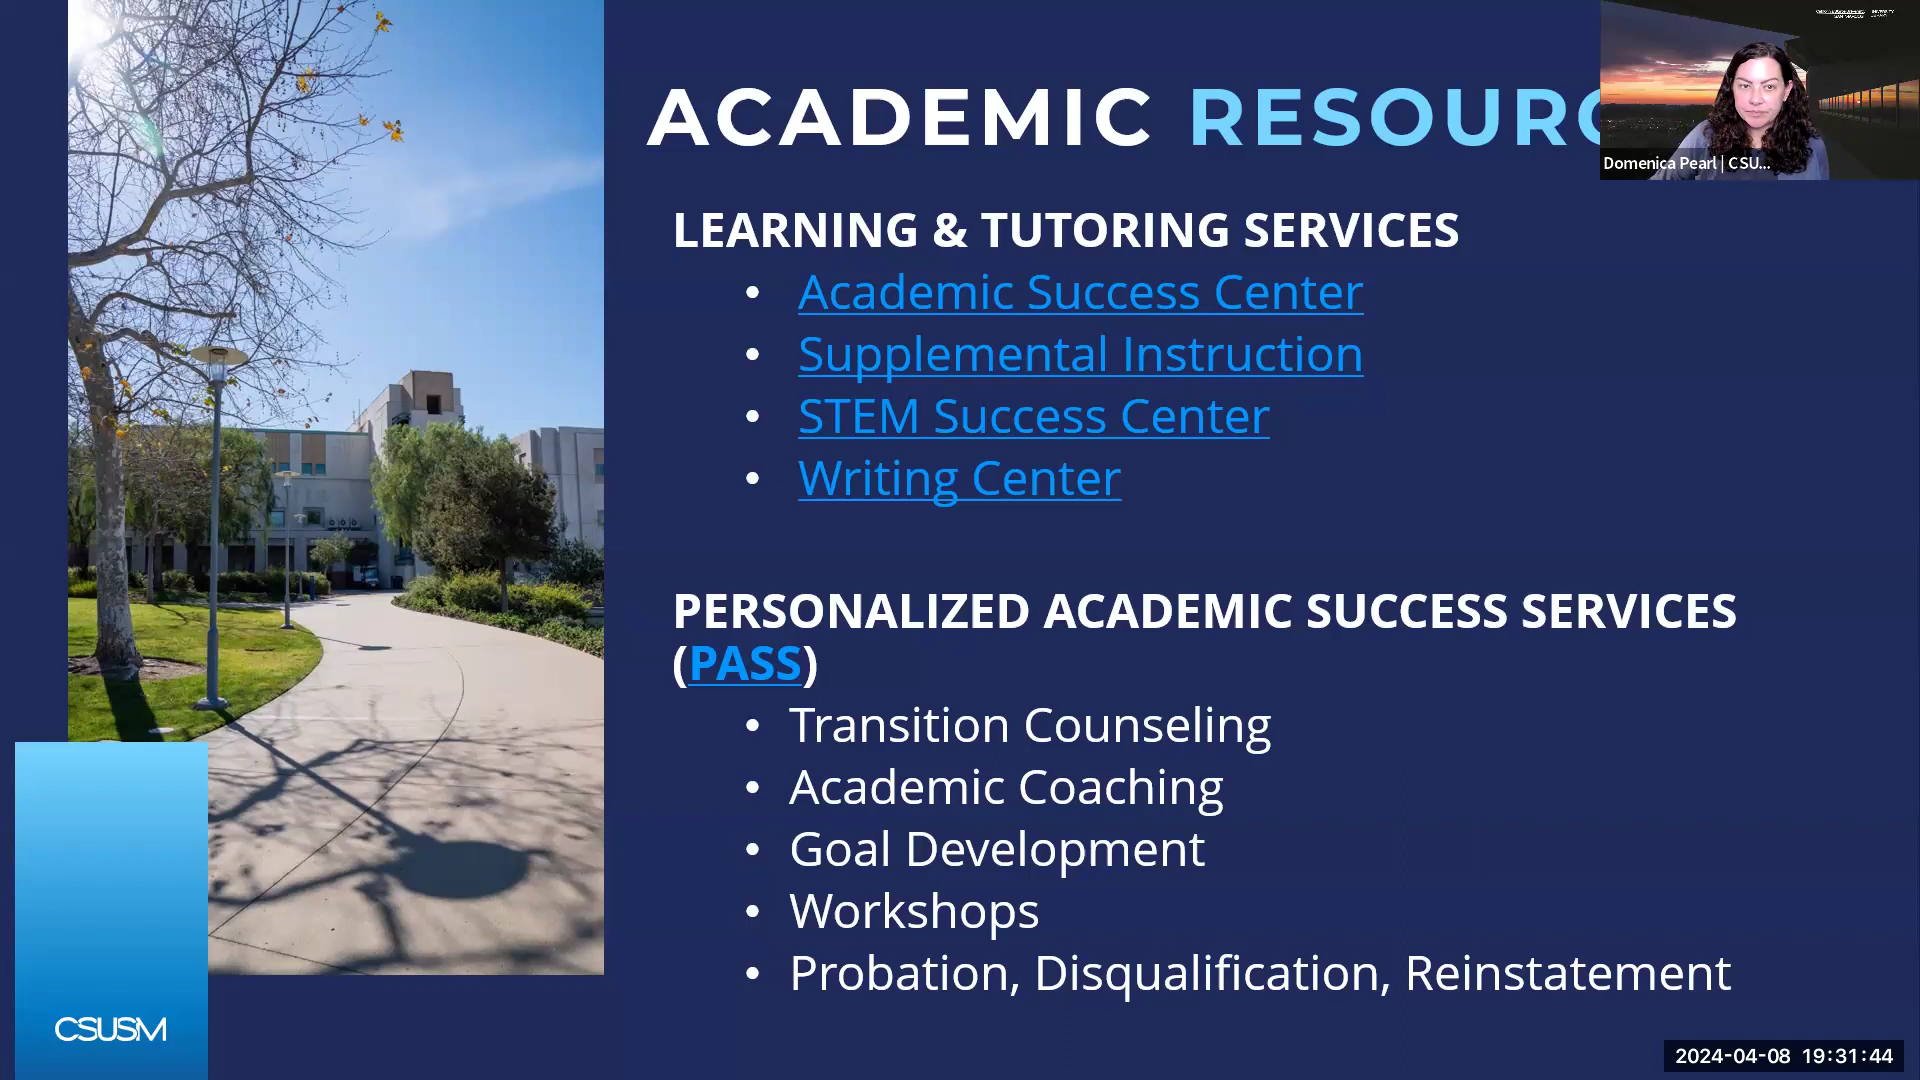 ACADEMIC RESOURC
Domenica Pearl | CSU...
LEARNING & TUTORING SERVICES
• Academic Success Center
• Supplemental Instruction
• STEM Success Center
• Writing Center
PERSONALIZED ACADEMIC SUCCESS SERVICES
(PASS)
• Transition Counseling
• Academic Coaching
• Goal Development
• Workshops
• Probation, Disqualification, Reinstatement
CSUSM
2024-04-08 19:31:44